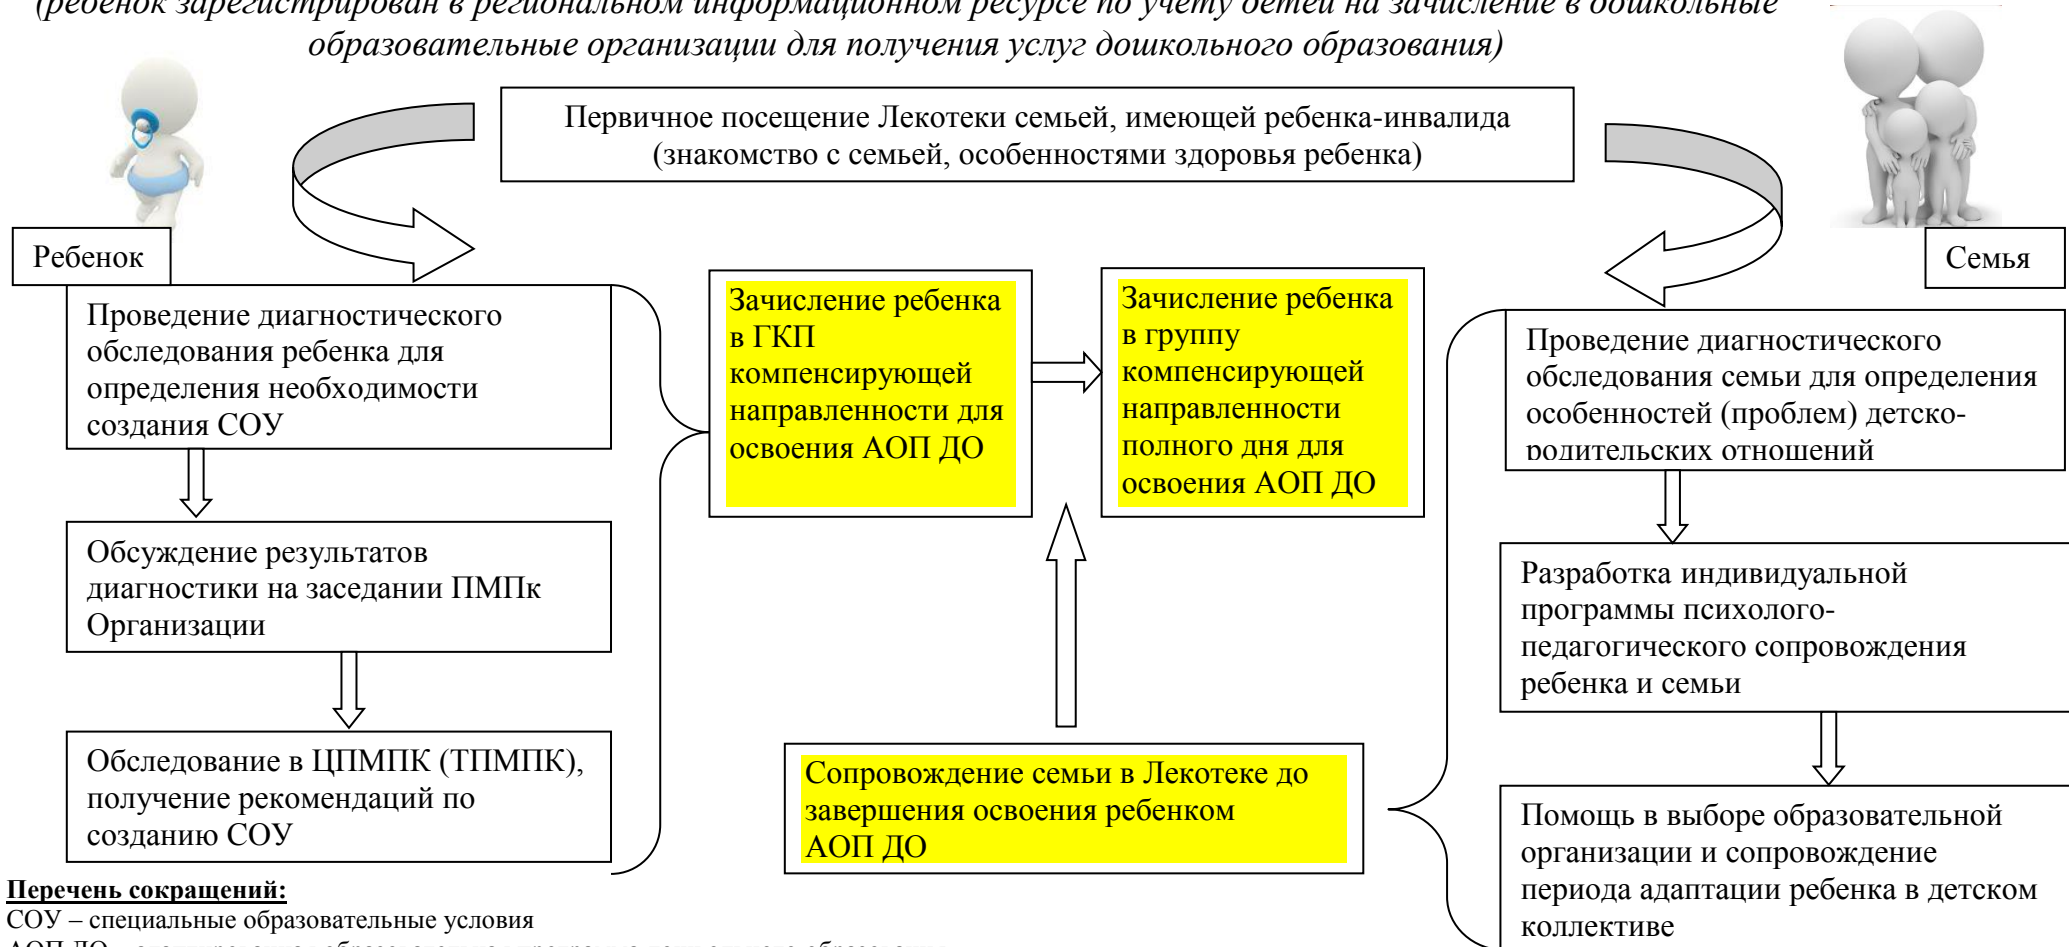 (ребенок зарегистрирован в региональном информационном ресурсе по учету детей на зачисление в дошкольные
образовательные организации для получения услуг дошкольного образования)
Первичное посещение Лекотеки семьей, имеющей ребенка-инвалида
(знакомство с семьей, особенностями здоровья ребенка)
Ребенок
Семья
Проведение диагностического
обследования ребенка для
определения необходимости
создания СОУ
Обсуждение результатов
диагностики на заседании ПМПк
Организации
Обследование в ЦПМПК (ТПМПК),
получение рекомендаций по
созданию СОУ
Зачисление ребенка
в ГКП
компенсирующей
направленности для
освоения АОП ДО
Зачисление ребенка
в группу
компенсирующей
направленности
полного дня для
освоения АОП ДО
Сопровождение семьи в Лекотеке до
завершения освоения ребенком
АОП ДО
Проведение диагностического
обследования семьи для определения
особенностей (проблем) детско-
родительских отношений
Разработка индивидуальной
программы психолого-
педагогического сопровождения
ребенка и семьи
Помощь в выборе образовательной
организации и сопровождение
периода адаптации ребенка в детском
коллективе
Перечень сокращений:
СОУ – специальные образовательные условия